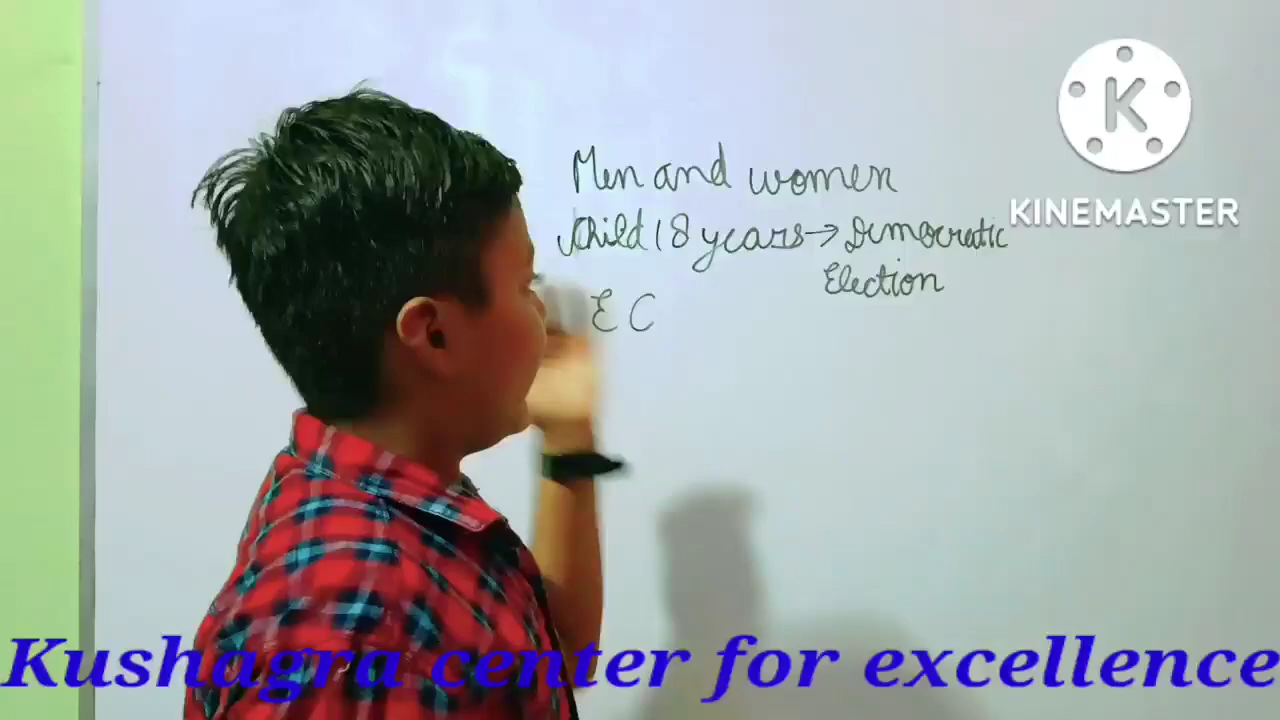 Men and women
Child 18 years → Democratic
Election
E C
KINEMASTER
Kushagra center for excellence